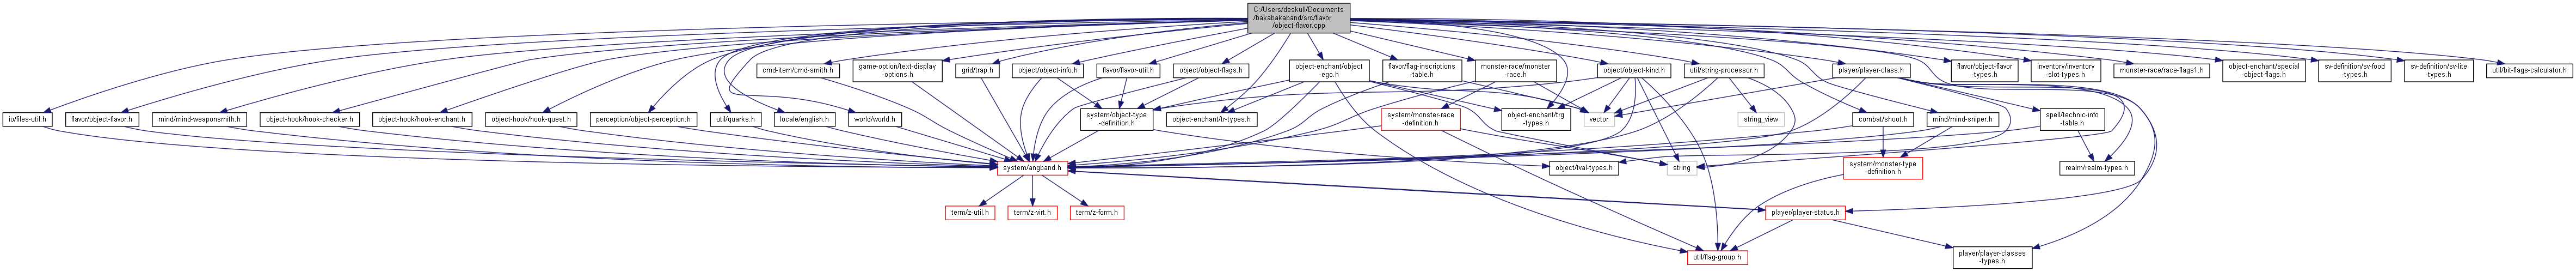 C:/Users/deskull/Documents
/bakabakaband/src/flavor
/object-flavor.cpp
cmd-item/cmd-smith.h
game-option/text-display
-options.h
grid/trap.h
object/object-info.h
flavor/flavor-util.h
object/object-flags.h
object-enchant/object
-ego.h
flavor/flag-inscriptions
-table.h
monster-race/monster
-race.h
object/object-kind.h
util/string-processor.h
player/player-class.h
flavor/object-flavor
-types.h
inventory/inventory
-slot-types.h
monster-race/race-flags1.h
object-enchant/special
-object-flags.h
sv-definition/sv-food
-types.h
sv-definition/sv-lite
-types.h
util/bit-flags-calculator.h
io/files-util.h
flavor/object-flavor.h
mind/mind-weaponsmith.h
object-hook/hook-checker.h
object-hook/hook-enchant.h
object-hook/hook-quest.h
perception/object-perception.h
util/quarks.h
locale/english.h
world/world.h
system/object-type
-definition.h
object-enchant/tr-types.h
system/monster-race
-definition.h
object-enchant/trg
-types.h
vector
string_view
combat/shoot.h
mind/mind-sniper.h
spell/technic-info
-table.h
system/angband.h
object/tval-types.h
string
system/monster-type
-definition.h
realm/realm-types.h
term/z-util.h
term/z-virt.h
term/z-form.h
player/player-status.h
util/flag-group.h
player/player-classes
-types.h